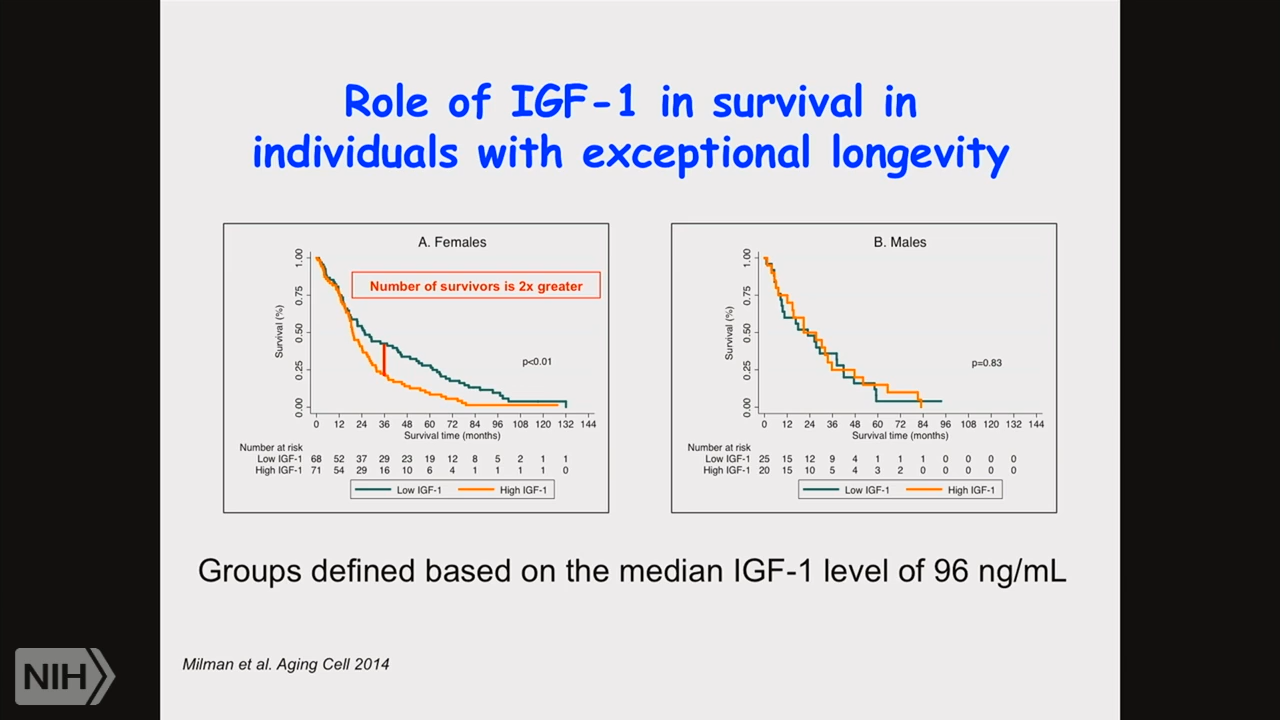 Role of IGF-1 in survival in
individuals with exceptional longevity
A. Females
Number of survivors is 2x greater
Survival (%)
1.00
0.75
0.50
0.25
0.00
p<0.01
0 12 24 36 48 60 72 84 96 108 120 132 144
Survival time (months)
Number at risk
Low IGF-1 68 52 37 29 23 19 12 8 5 2 1 1
High IGF-1 71 54 29 16 10 6 4 1 1 1 1 0
Low IGF-1 High IGF-1
B. Males
Survival (%)
1.00
0.75
0.50
0.25
0.00
p=0.83
0 12 24 36 48 60 72 84 96 108 120 132 144
Survival time (months)
Number at risk
Low IGF-1 25 15 12 9 4 1 1 1 0 0 0 0
High IGF-1 20 15 10 5 4 3 2 0 0 0 0 0
Low IGF-1 High IGF-1
Groups defined based on the median IGF-1 level of 96 ng/mL
Milman et al. Aging Cell 2014
NIH